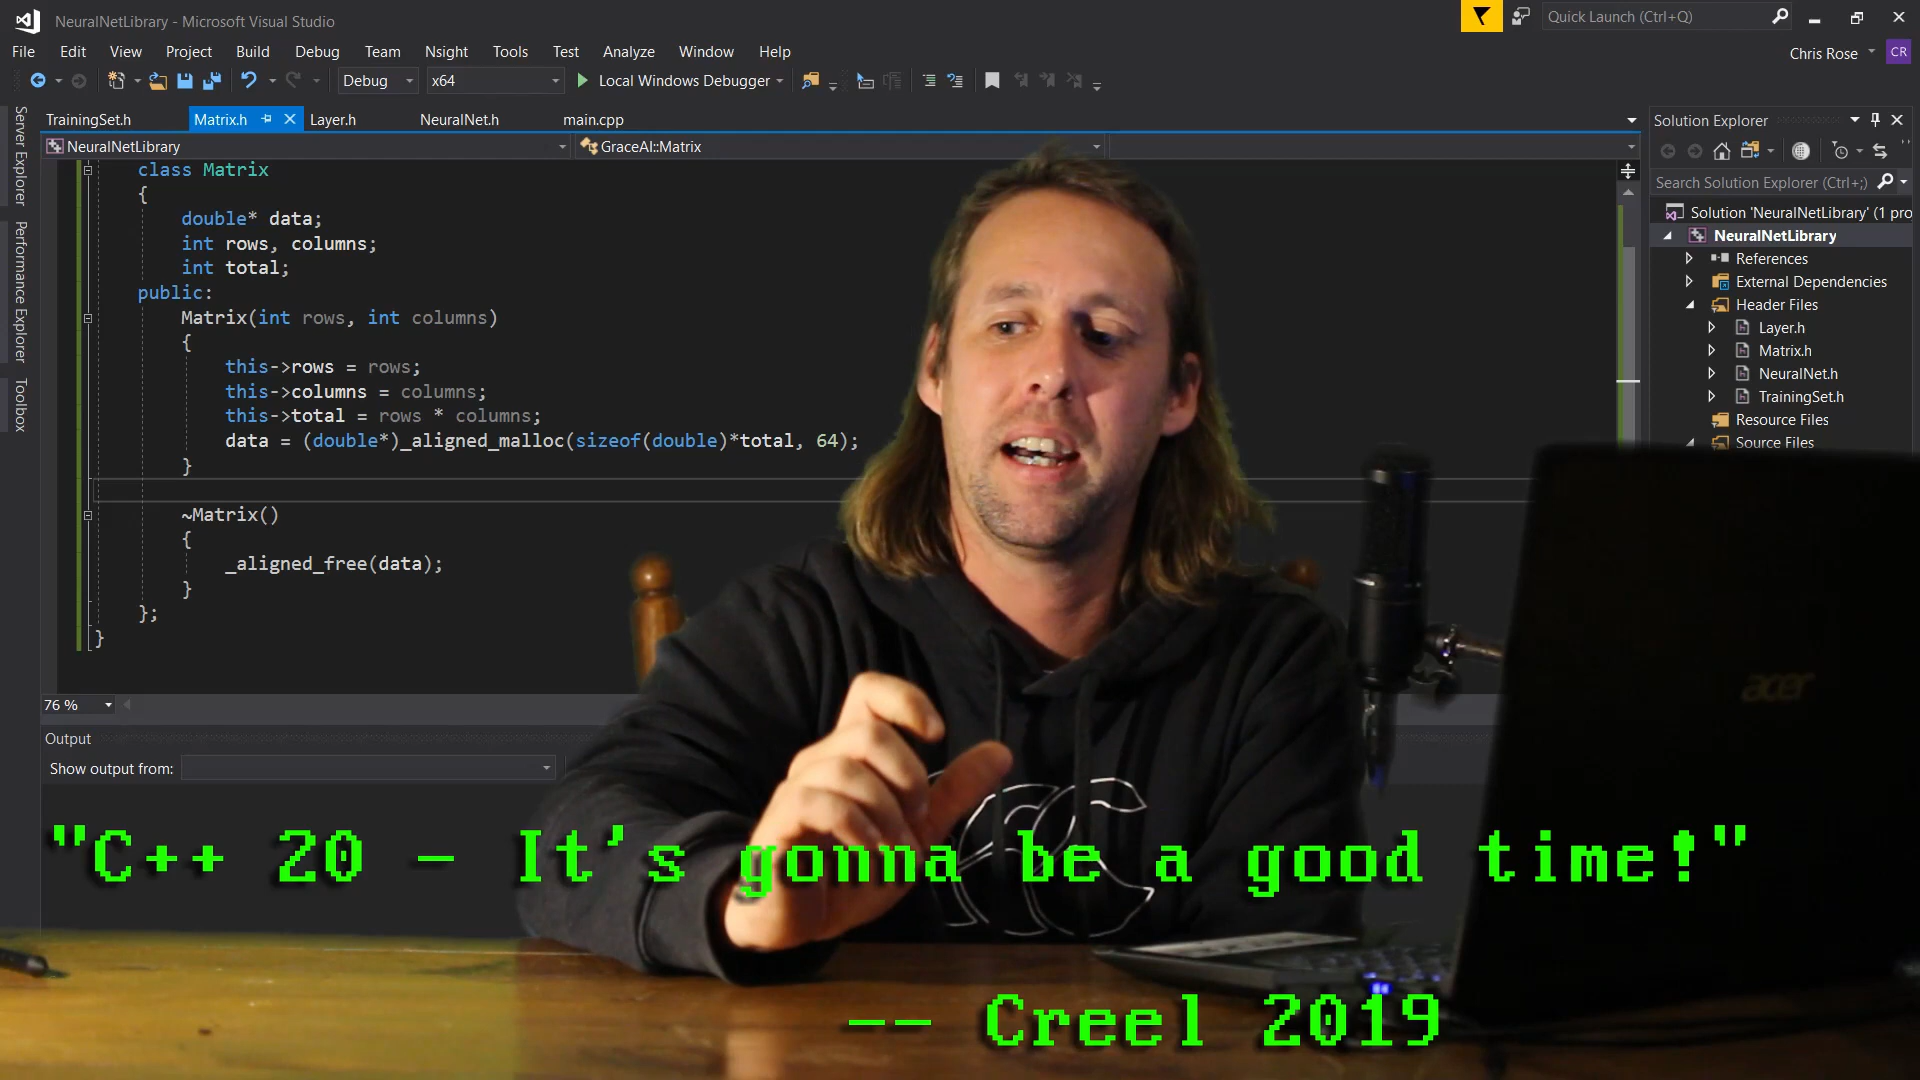 NeuralNetLibrary - Microsoft Visual Studio
Quick Launch (Ctrl+Q)
File Edit View Project Build Debug Team Nsight Tools Test Analyze Window Help
Chris Rose CR
Debug x64 Local Windows Debugger
Server Explorer
Performance Explorer
Toolbox
TrainingSet.h Matrix.h Layer.h NeuralNet.h main.cpp
NeuralNetLibrary GraceAI::Matrix
class Matrix
{
double* data;
int rows, columns;
int total;
public:
Matrix(int rows, int columns)
{
this->rows = rows;
this->columns = columns;
this->total = rows * columns;
data = (double*)_aligned_malloc(sizeof(double)*total, 64);
}
~Matrix()
{
_aligned_free(data);
}
};
}
76 %
Output
Show output from:
Solution Explorer
Search Solution Explorer (Ctrl+;)
Solution 'NeuralNetLibrary' (1 pro
NeuralNetLibrary
References
External Dependencies
Header Files
Layer.h
Matrix.h
NeuralNet.h
TrainingSet.h
Resource Files
Source Files
acer
"C++ 20 - It's gonna be a good time!"
-- Creel 2019